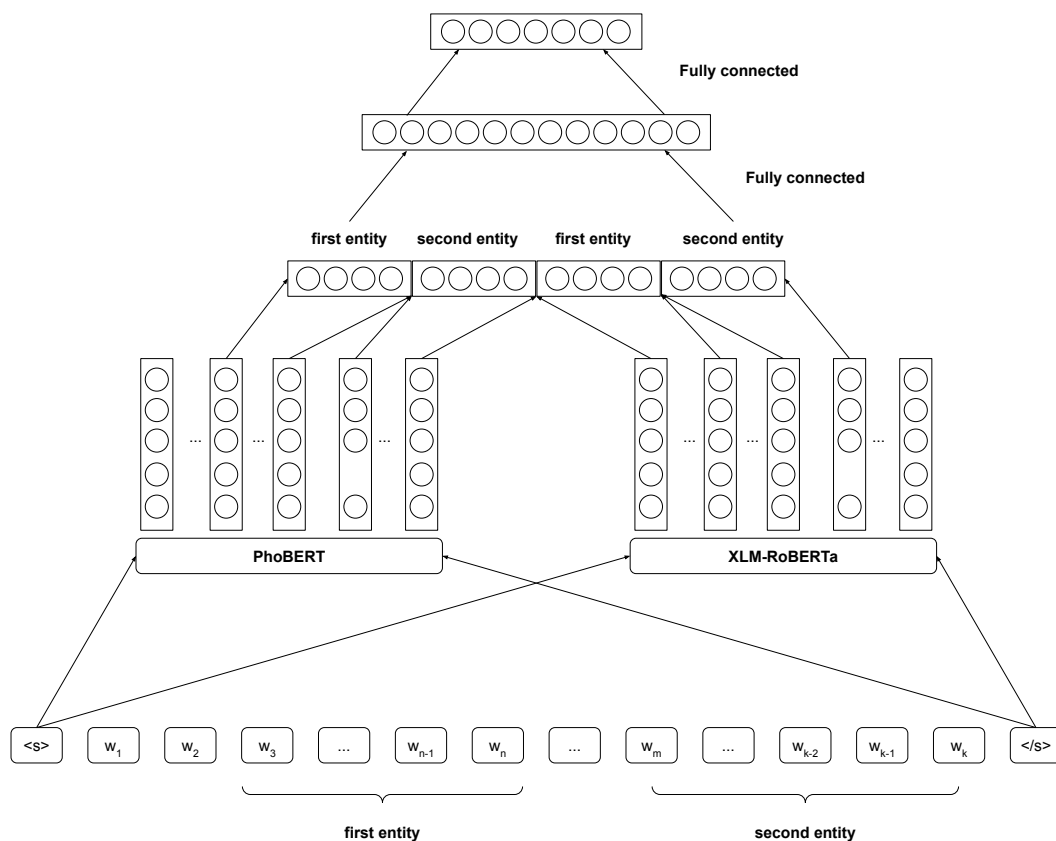 Fully connected
Fully connected
first entity second entity first entity second entity
... ... ... ... ... ...
PhoBERT XLM-RoBERTa
<s> w1 w2 w3 ... wn-1 wn ... wm ... wk-2 wk-1 wk </s>
first entity second entity